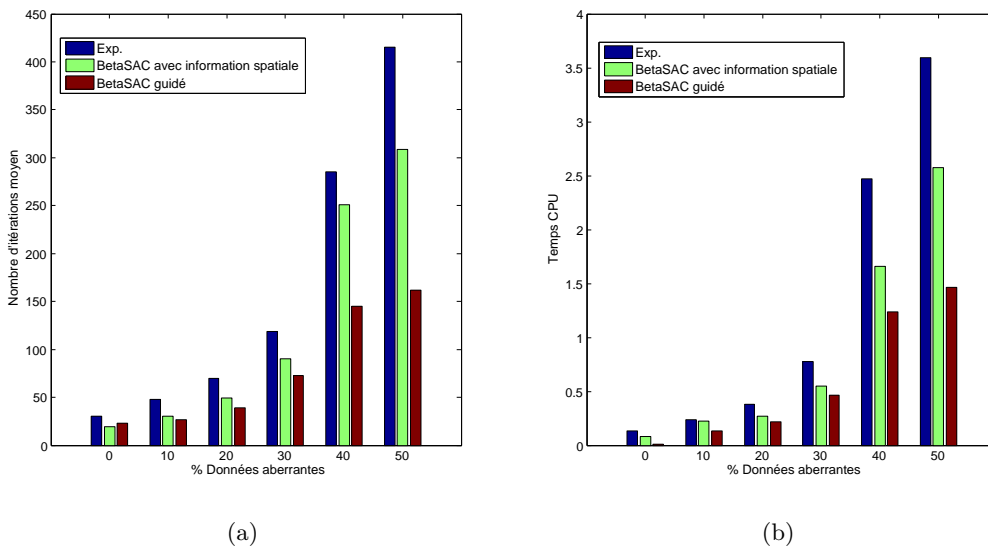 450
400
350
300
250
200
150
100
50
0
Nombre d'itérations moyen
Exp.
BetaSAC avec information spatiale
BetaSAC guidé
0 10 20 30 40 50
% Données aberrantes
(a)
4
3.5
3
2.5
2
1.5
1
0.5
0
Temps CPU
Exp.
BetaSAC avec information spatiale
BetaSAC guidé
0 10 20 30 40 50
% Données aberrantes
(b)